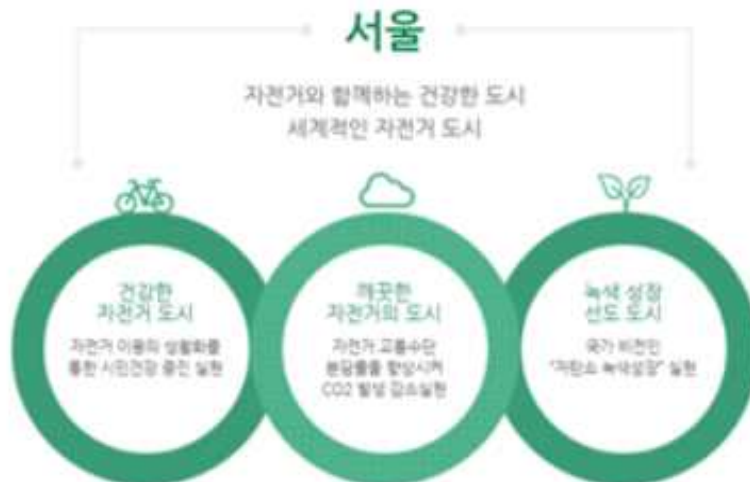 서울
자전거와 함께하는 건강한 도시
세계적인 자전거 도시
건강한
자전거 도시
자전거 이용의 생활화를
통한 시민건강 증진 실현
깨끗한
자전거의 도시
자전거 교통수단
분담률을 향상시켜
CO2 발생 감소실현
녹색 성장
선도 도시
국가 비전인
"저탄소 녹색성장" 실현